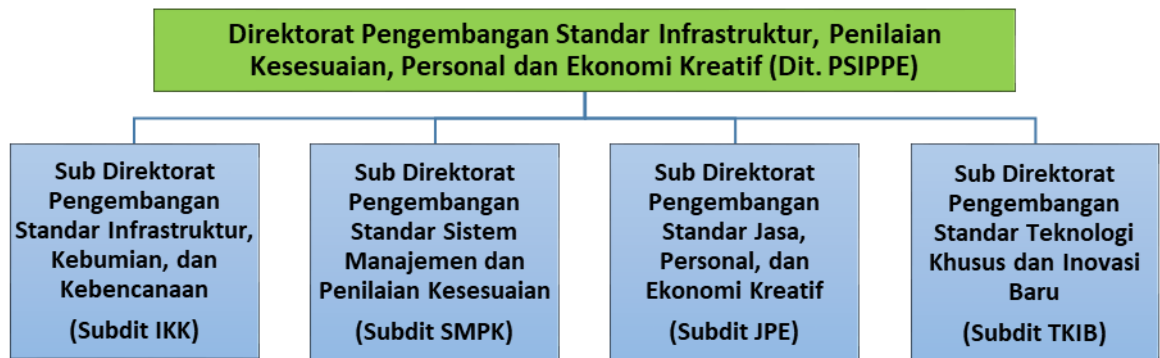 Direktorat Pengembangan Standar Infrastruktur, Penilaian
Kesesuaian, Personal dan Ekonomi Kreatif (Dit. PSIPPE)
Sub Direktorat
Pengembangan
Standar Infrastruktur,
Kebumian, dan
Kebencanaan
(Subdit IKK)
Sub Direktorat
Pengembangan
Standar Sistem
Manajemen dan
Penilaian Kesesuaian
(Subdit SMPK)
Sub Direktorat
Pengembangan
Standar Jasa,
Personal, dan
Ekonomi Kreatif
(Subdit JPE)
Sub Direktorat
Pengembangan
Standar Teknologi
Khusus dan Inovasi
Baru
(Subdit TKIB)